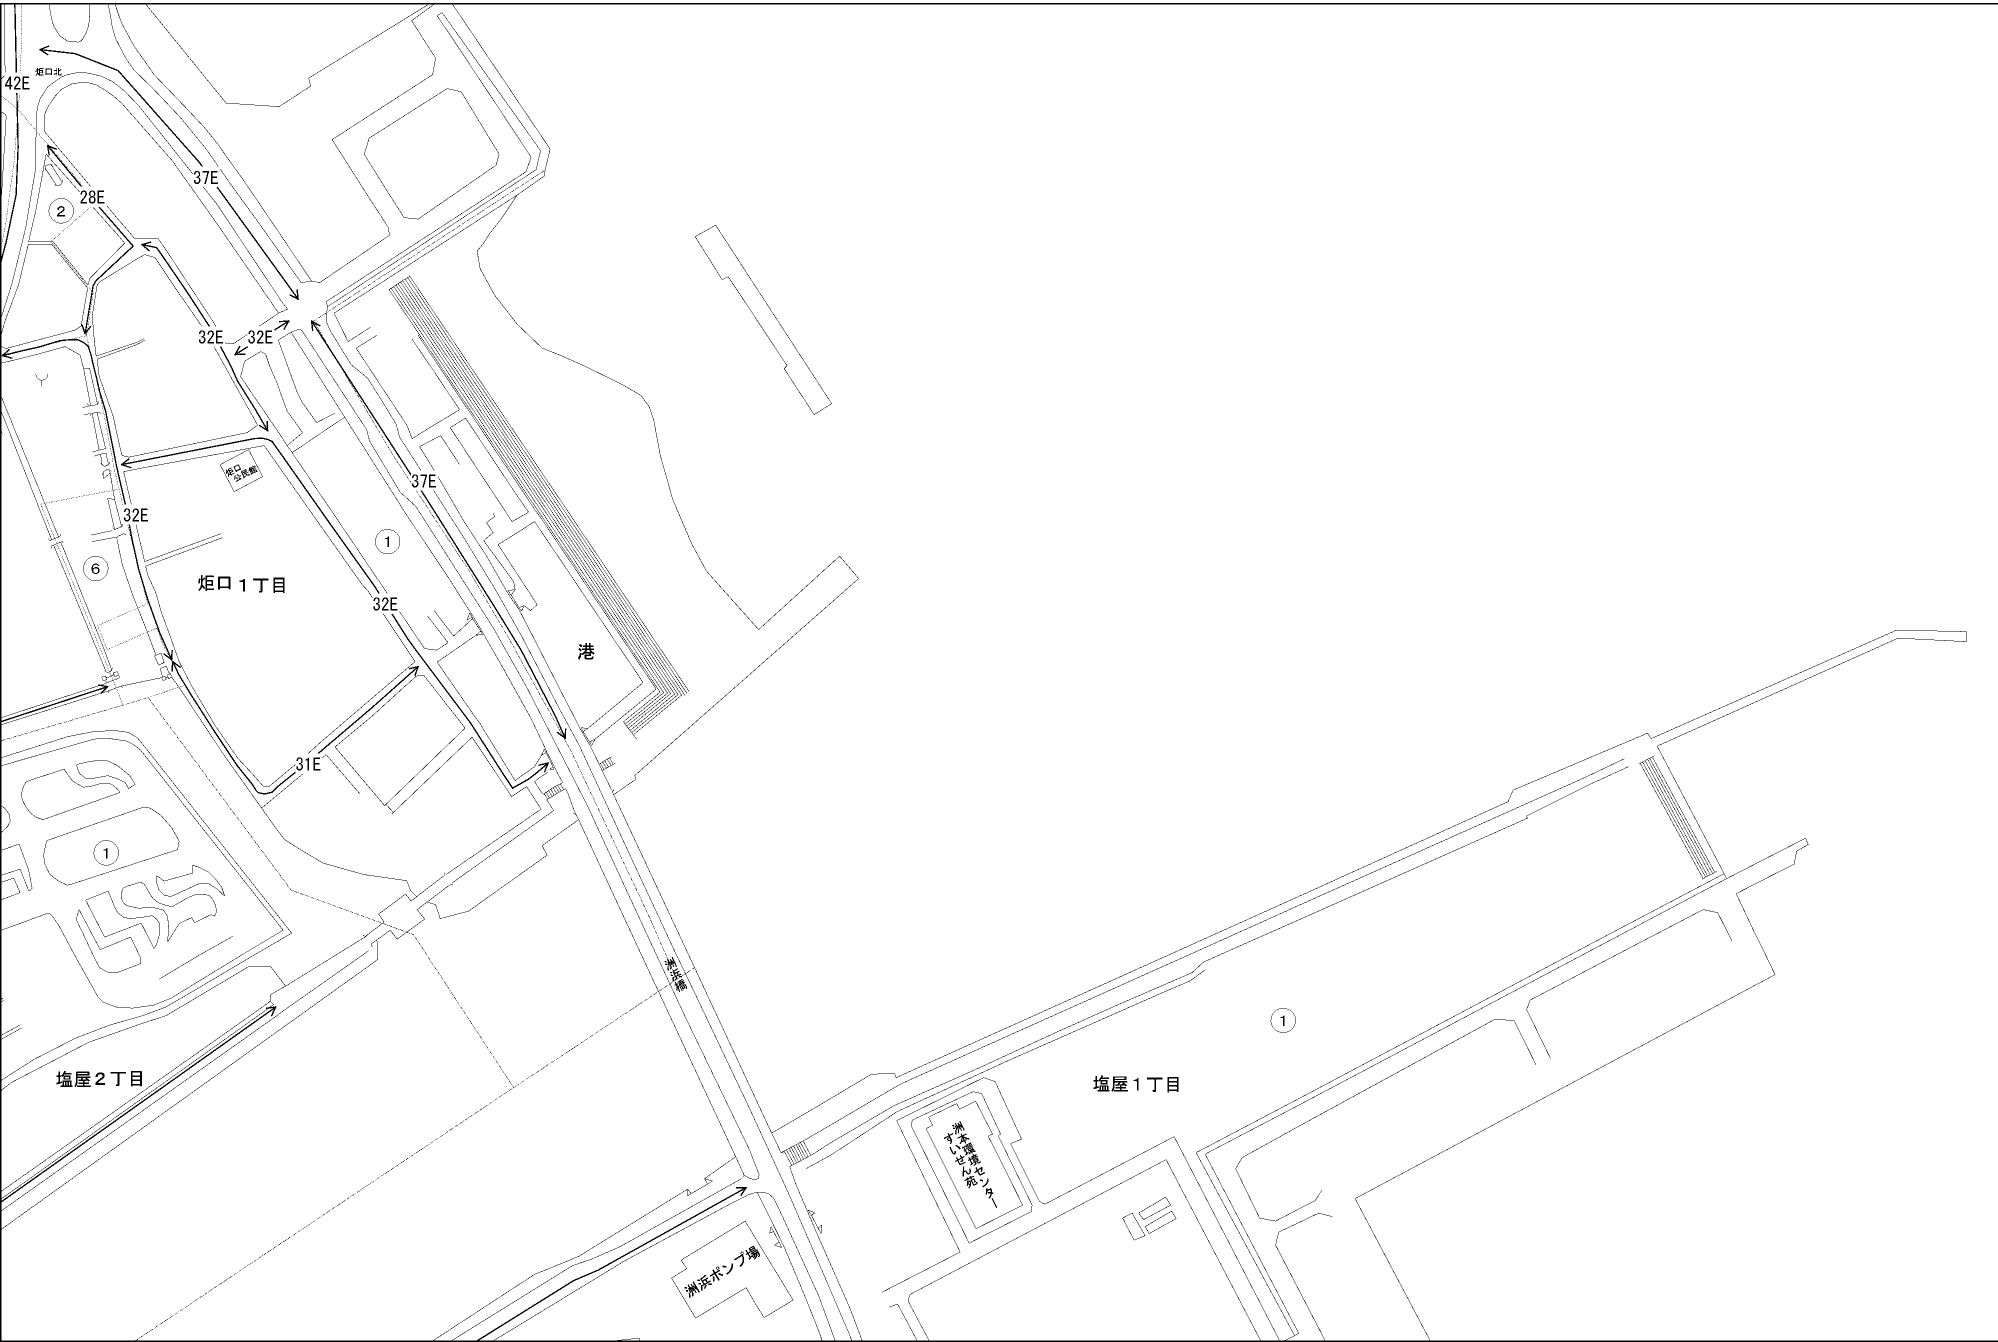 炬口北
42E
37E
28E
2
32E
32E
37E
炬口
公民館
32E
1
6
炬口1丁目
32E
港
31E
1
洲浜橋
1
塩屋2丁目
塩屋1丁目
洲本環境センター
すいせん苑
洲浜ポンプ場